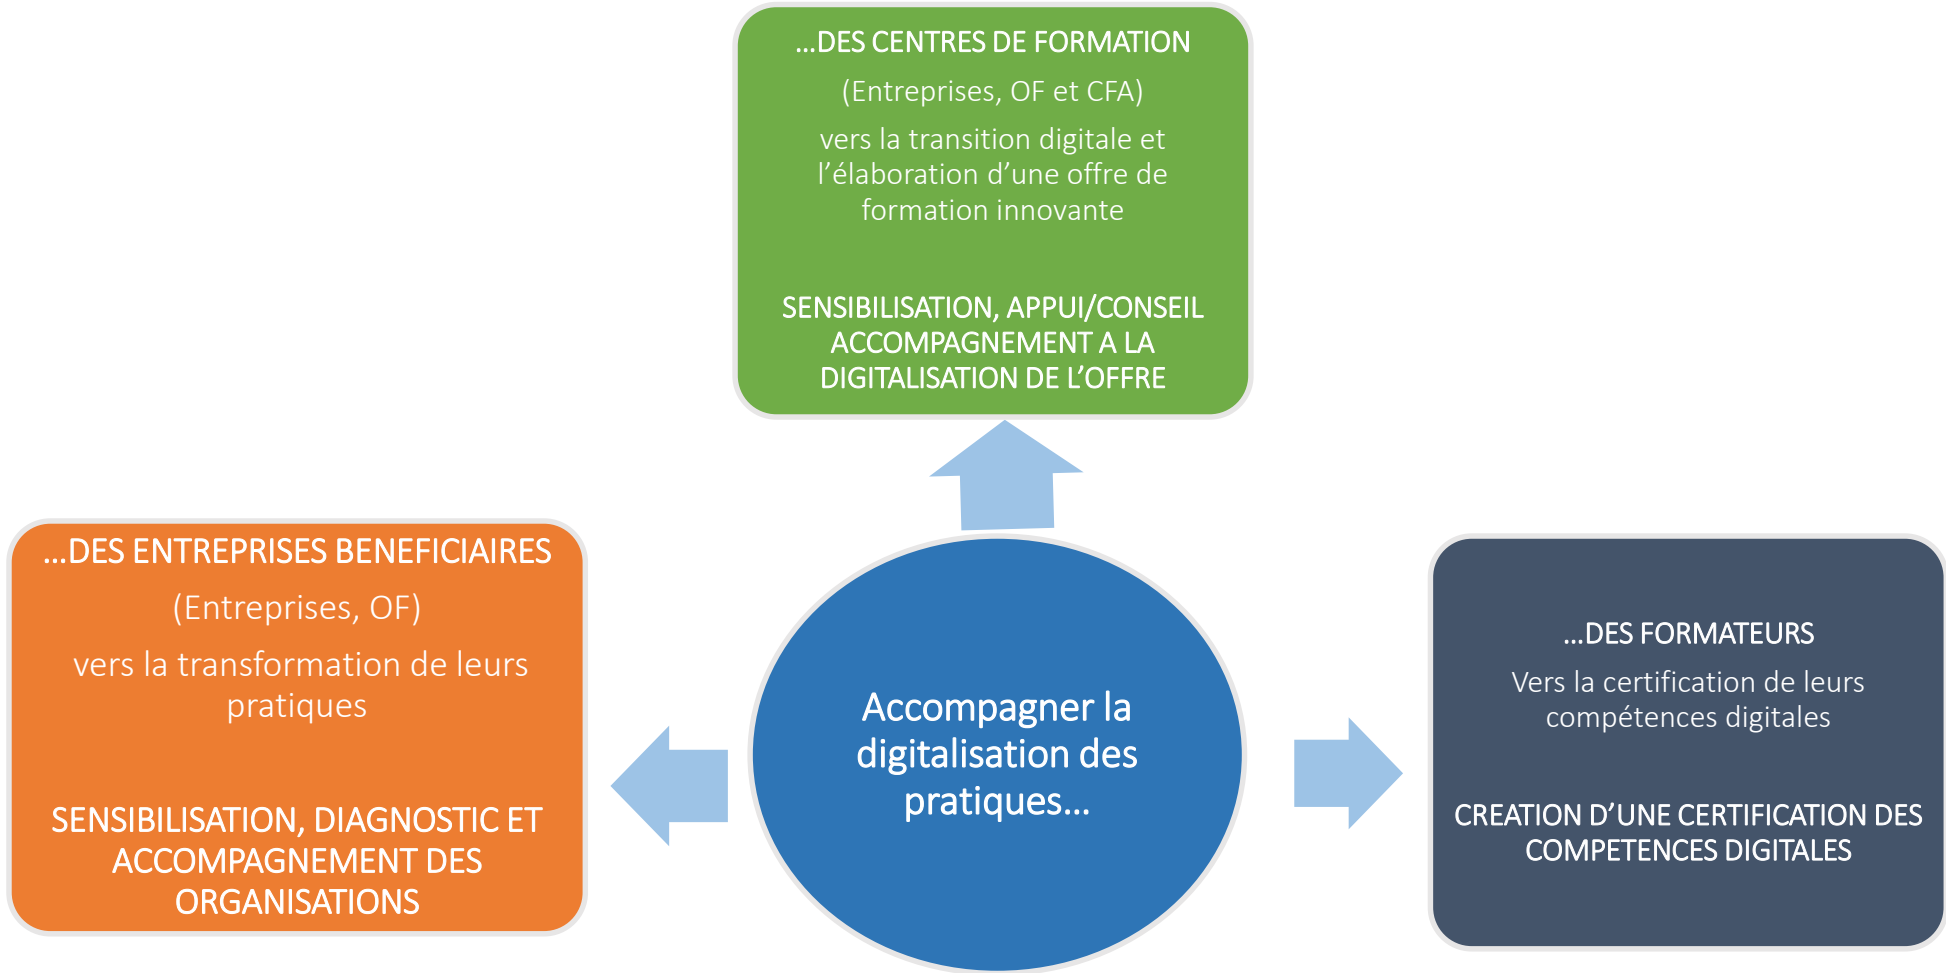 ...DES CENTRES DE FORMATION
(Entreprises, OF et CFA)
vers la transition digitale et
l’élaboration d’une offre de
formation innovante
SENSIBILISATION, APPUI/CONSEIL
ACCOMPAGNEMENT A LA
DIGITALISATION DE L’OFFRE
...DES ENTREPRISES BENEFICIAIRES
(Entreprises, OF)
vers la transformation de leurs
pratiques
SENSIBILISATION, DIAGNOSTIC ET
ACCOMPAGNEMENT DES
ORGANISATIONS
Accompagner la
digitalisation des
pratiques...
...DES FORMATEURS
Vers la certification de leurs
compétences digitales
CREATION D’UNE CERTIFICATION DES
COMPETENCES DIGITALES